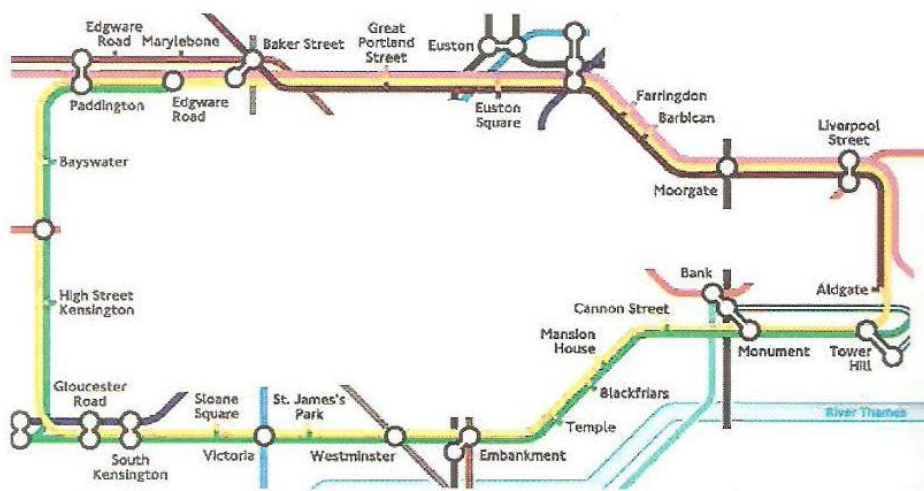 Edgware
Road
Marylebone
Baker Street
Great
Portland
Street
Euston
Paddington
Edgware
Road
Euston
Square
Farringdon
Barbican
Liverpool
Street
Bayswater
Moorgate
Bank
Aldgate
High Street
Kensington
Cannon Street
Mansion
House
Monument
Tower
Hill
Gloucester
Road
Sloane
Square
St. James's
Park
Blackfriars
River Thames
Temple
South
Kensington
Victoria
Westminster
Embankment